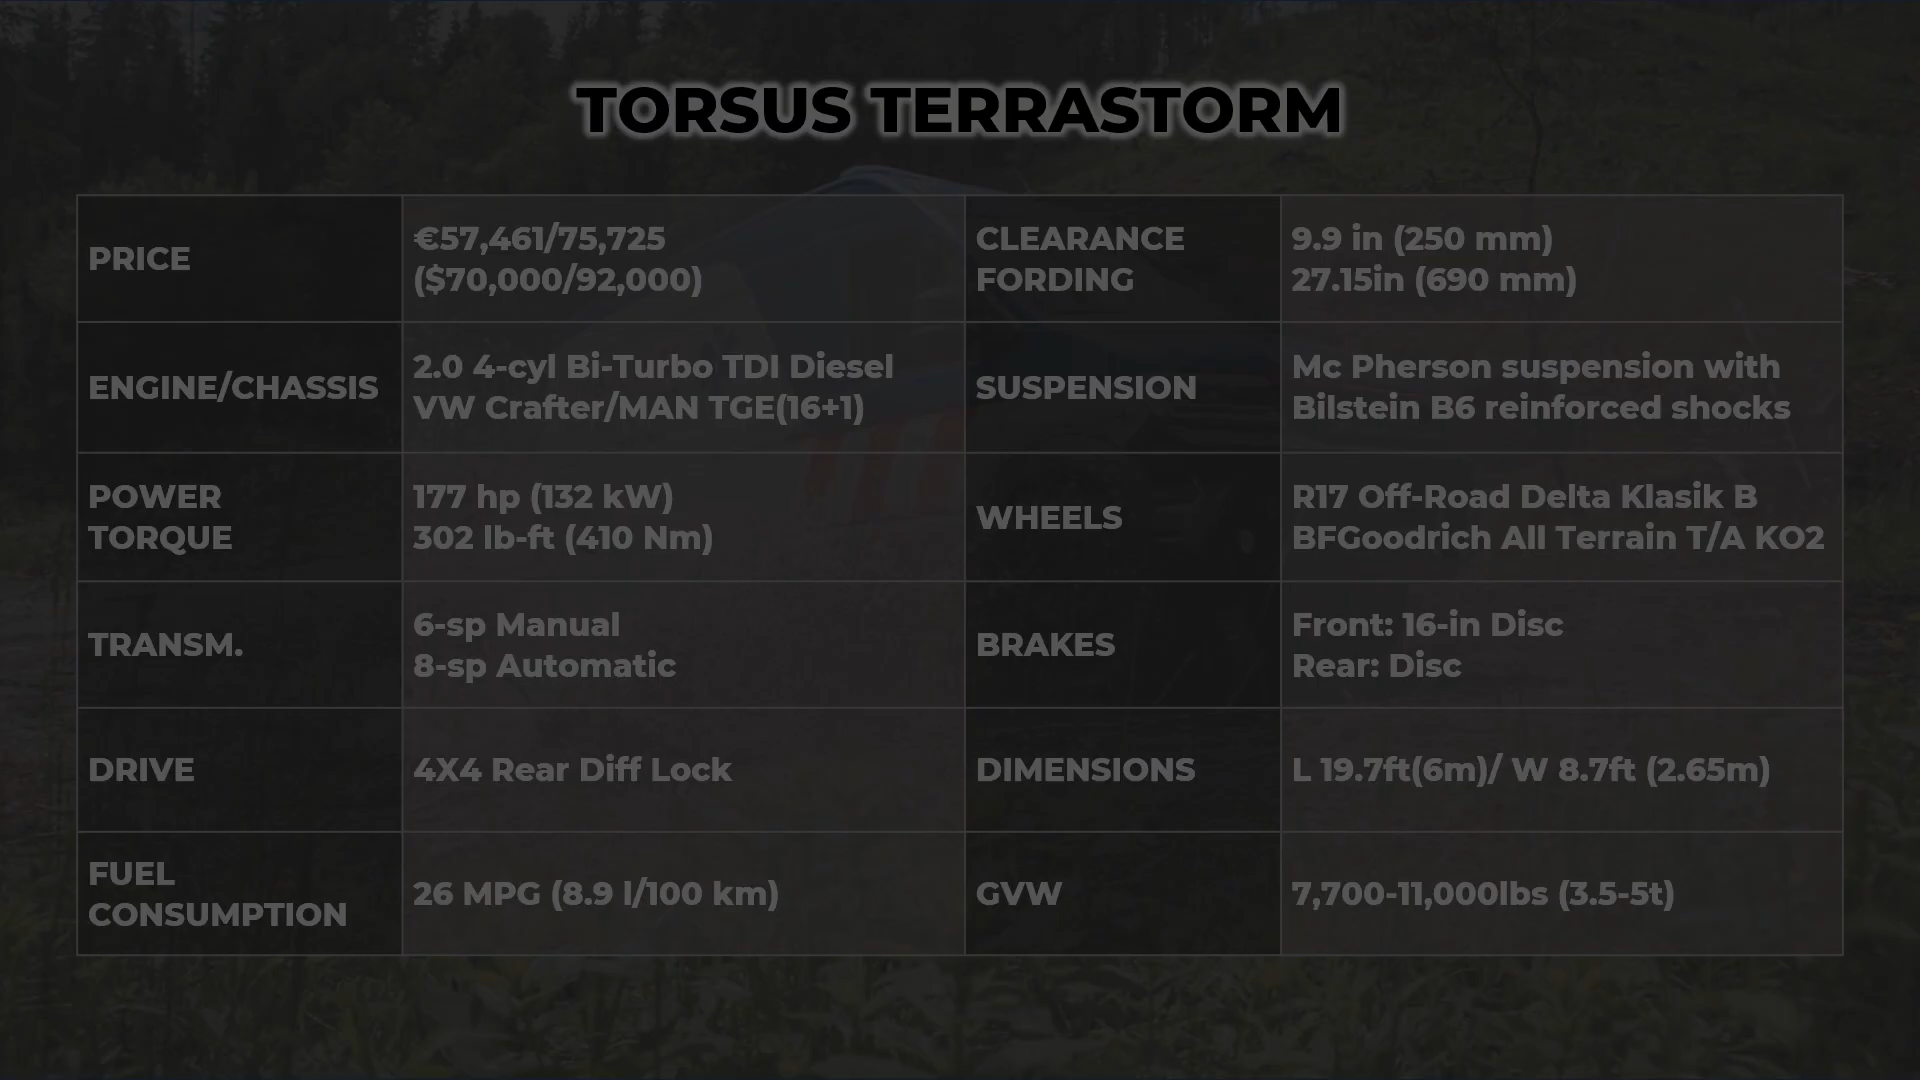 TORSUS TERRASTORM
PRICE
€57,461/75,725
($70,000/92,000)
CLEARANCE
FORDING
9.9 in (250 mm)
27.15in (690 mm)
ENGINE/CHASSIS
2.0 4-cyl Bi-Turbo TDI Diesel
VW Crafter/MAN TGE(16+1)
SUSPENSION
Mc Pherson suspension with
Bilstein B6 reinforced shocks
POWER
TORQUE
177 hp (132 kW)
302 lb-ft (410 Nm)
WHEELS
R17 Off-Road Delta Klasik B
BFGoodrich All Terrain T/A KO2
TRANSM.
6-sp Manual
8-sp Automatic
BRAKES
Front: 16-in Disc
Rear: Disc
DRIVE
4X4 Rear Diff Lock
DIMENSIONS
L 19.7ft(6m)/ W 8.7ft (2.65m)
FUEL
CONSUMPTION
26 MPG (8.9 l/100 km)
GVW
7,700-11,000lbs (3.5-5t)